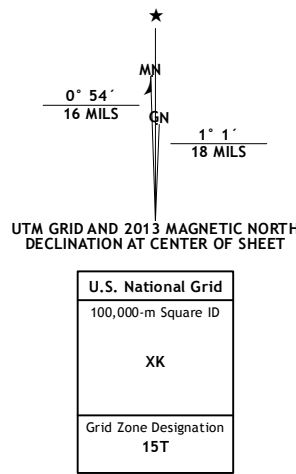 MN
0° 54´
16 MILS
GN
1° 1´
18 MILS
UTM GRID AND 2013 MAGNETIC NORTH
DECLINATION AT CENTER OF SHEET
U.S. National Grid
100,000-m Square ID
XK
Grid Zone Designation
15T